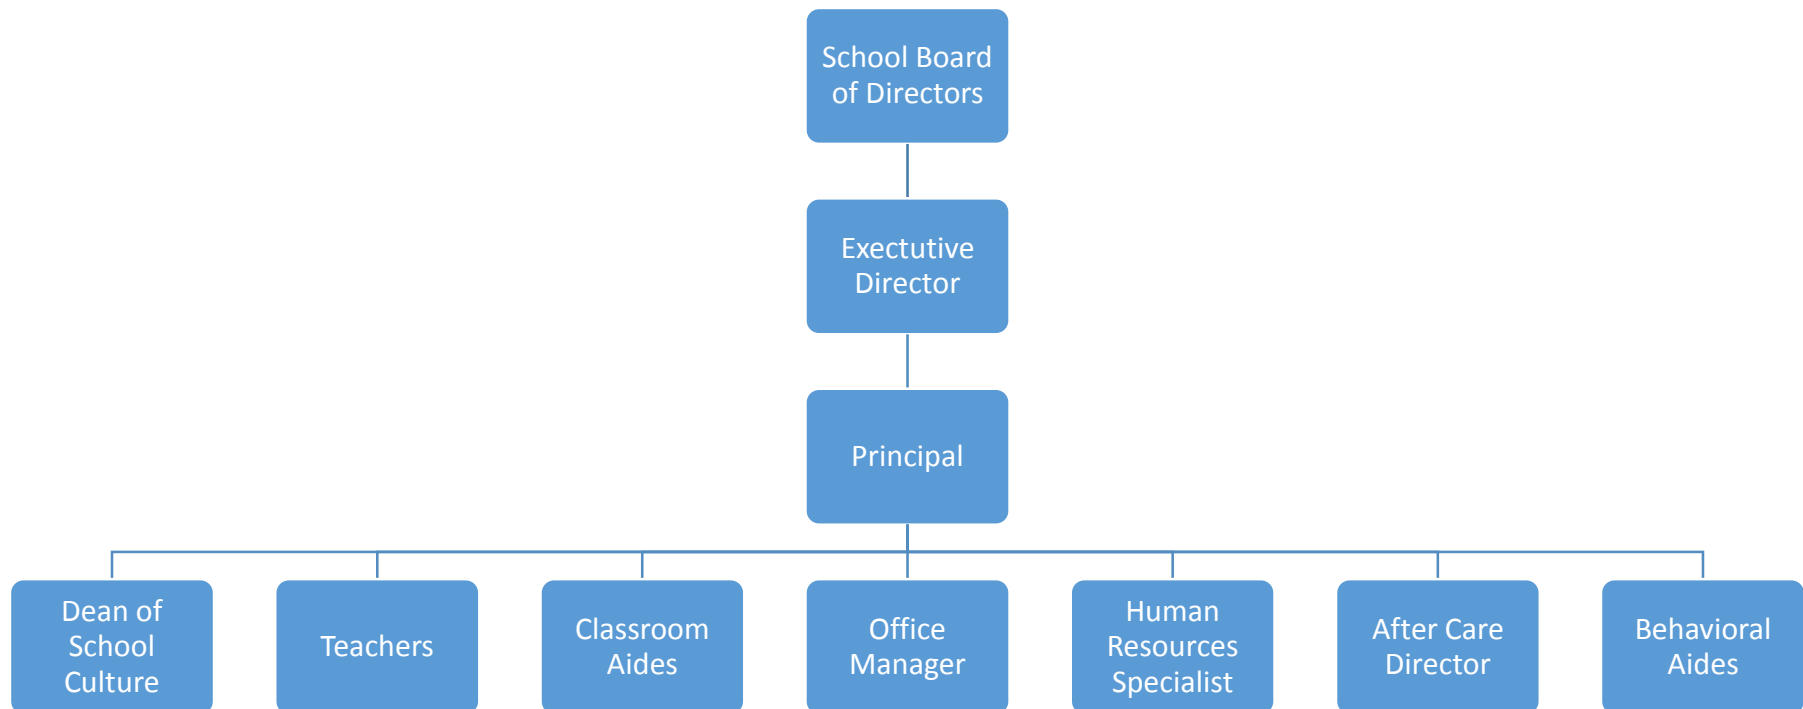 School Board
of Directors
Exectutive
Director
Principal
Dean of
School
Culture
Teachers
Classroom
Aides
Office
Manager
Human
Resources
Specialist
After Care
Director
Behavioral
Aides